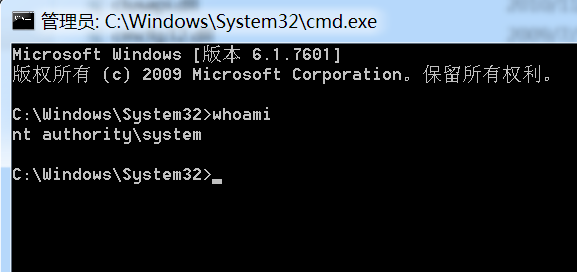 管理员: C:\Windows\System32\cmd.exe
Microsoft Windows [版本 6.1.7601]
版权所有 (c) 2009 Microsoft Corporation。保留所有权利。
C:\Windows\System32>whoami
nt authority\system
C:\Windows\System32>_